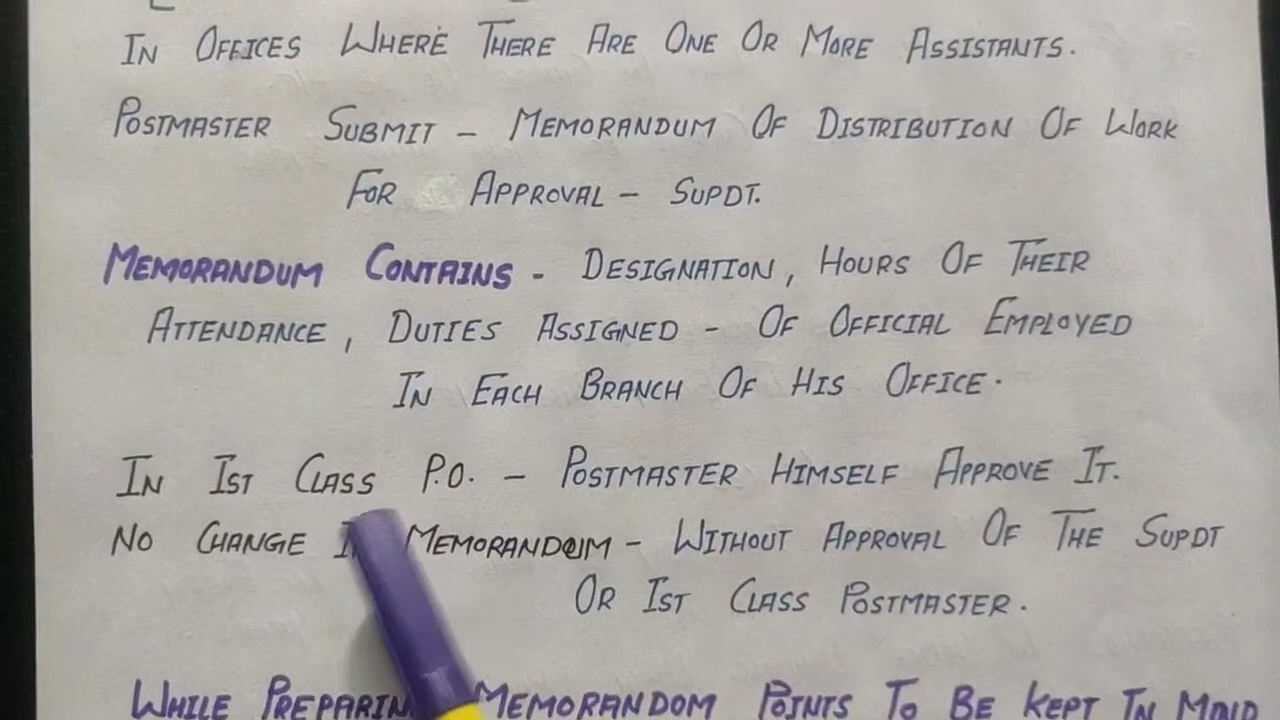 IN OFFICES WHERE THERE ARE ONE OR MORE ASSISTANTS.
POSTMASTER SUBMIT - MEMORANDUM OF DISTRIBUTION OF WORK
FOR APPROVAL - SUPDT.
MEMORANDUM CONTAINS - DESIGNATION, HOURS OF THEIR
ATTENDANCE, DUTIES ASSIGNED - OF OFFICIAL EMPLOYED
IN EACH BRANCH OF HIS OFFICE.
IN IST CLASS P.O. - POSTMASTER HIMSELF APPROVE IT.
NO CHANGE MEMORANDUM - WITHOUT APPROVAL OF THE SUPDT
OR IST CLASS POSTMASTER.
WHILE MEMORANDOM POINTS TO BE KEPT IN MIND